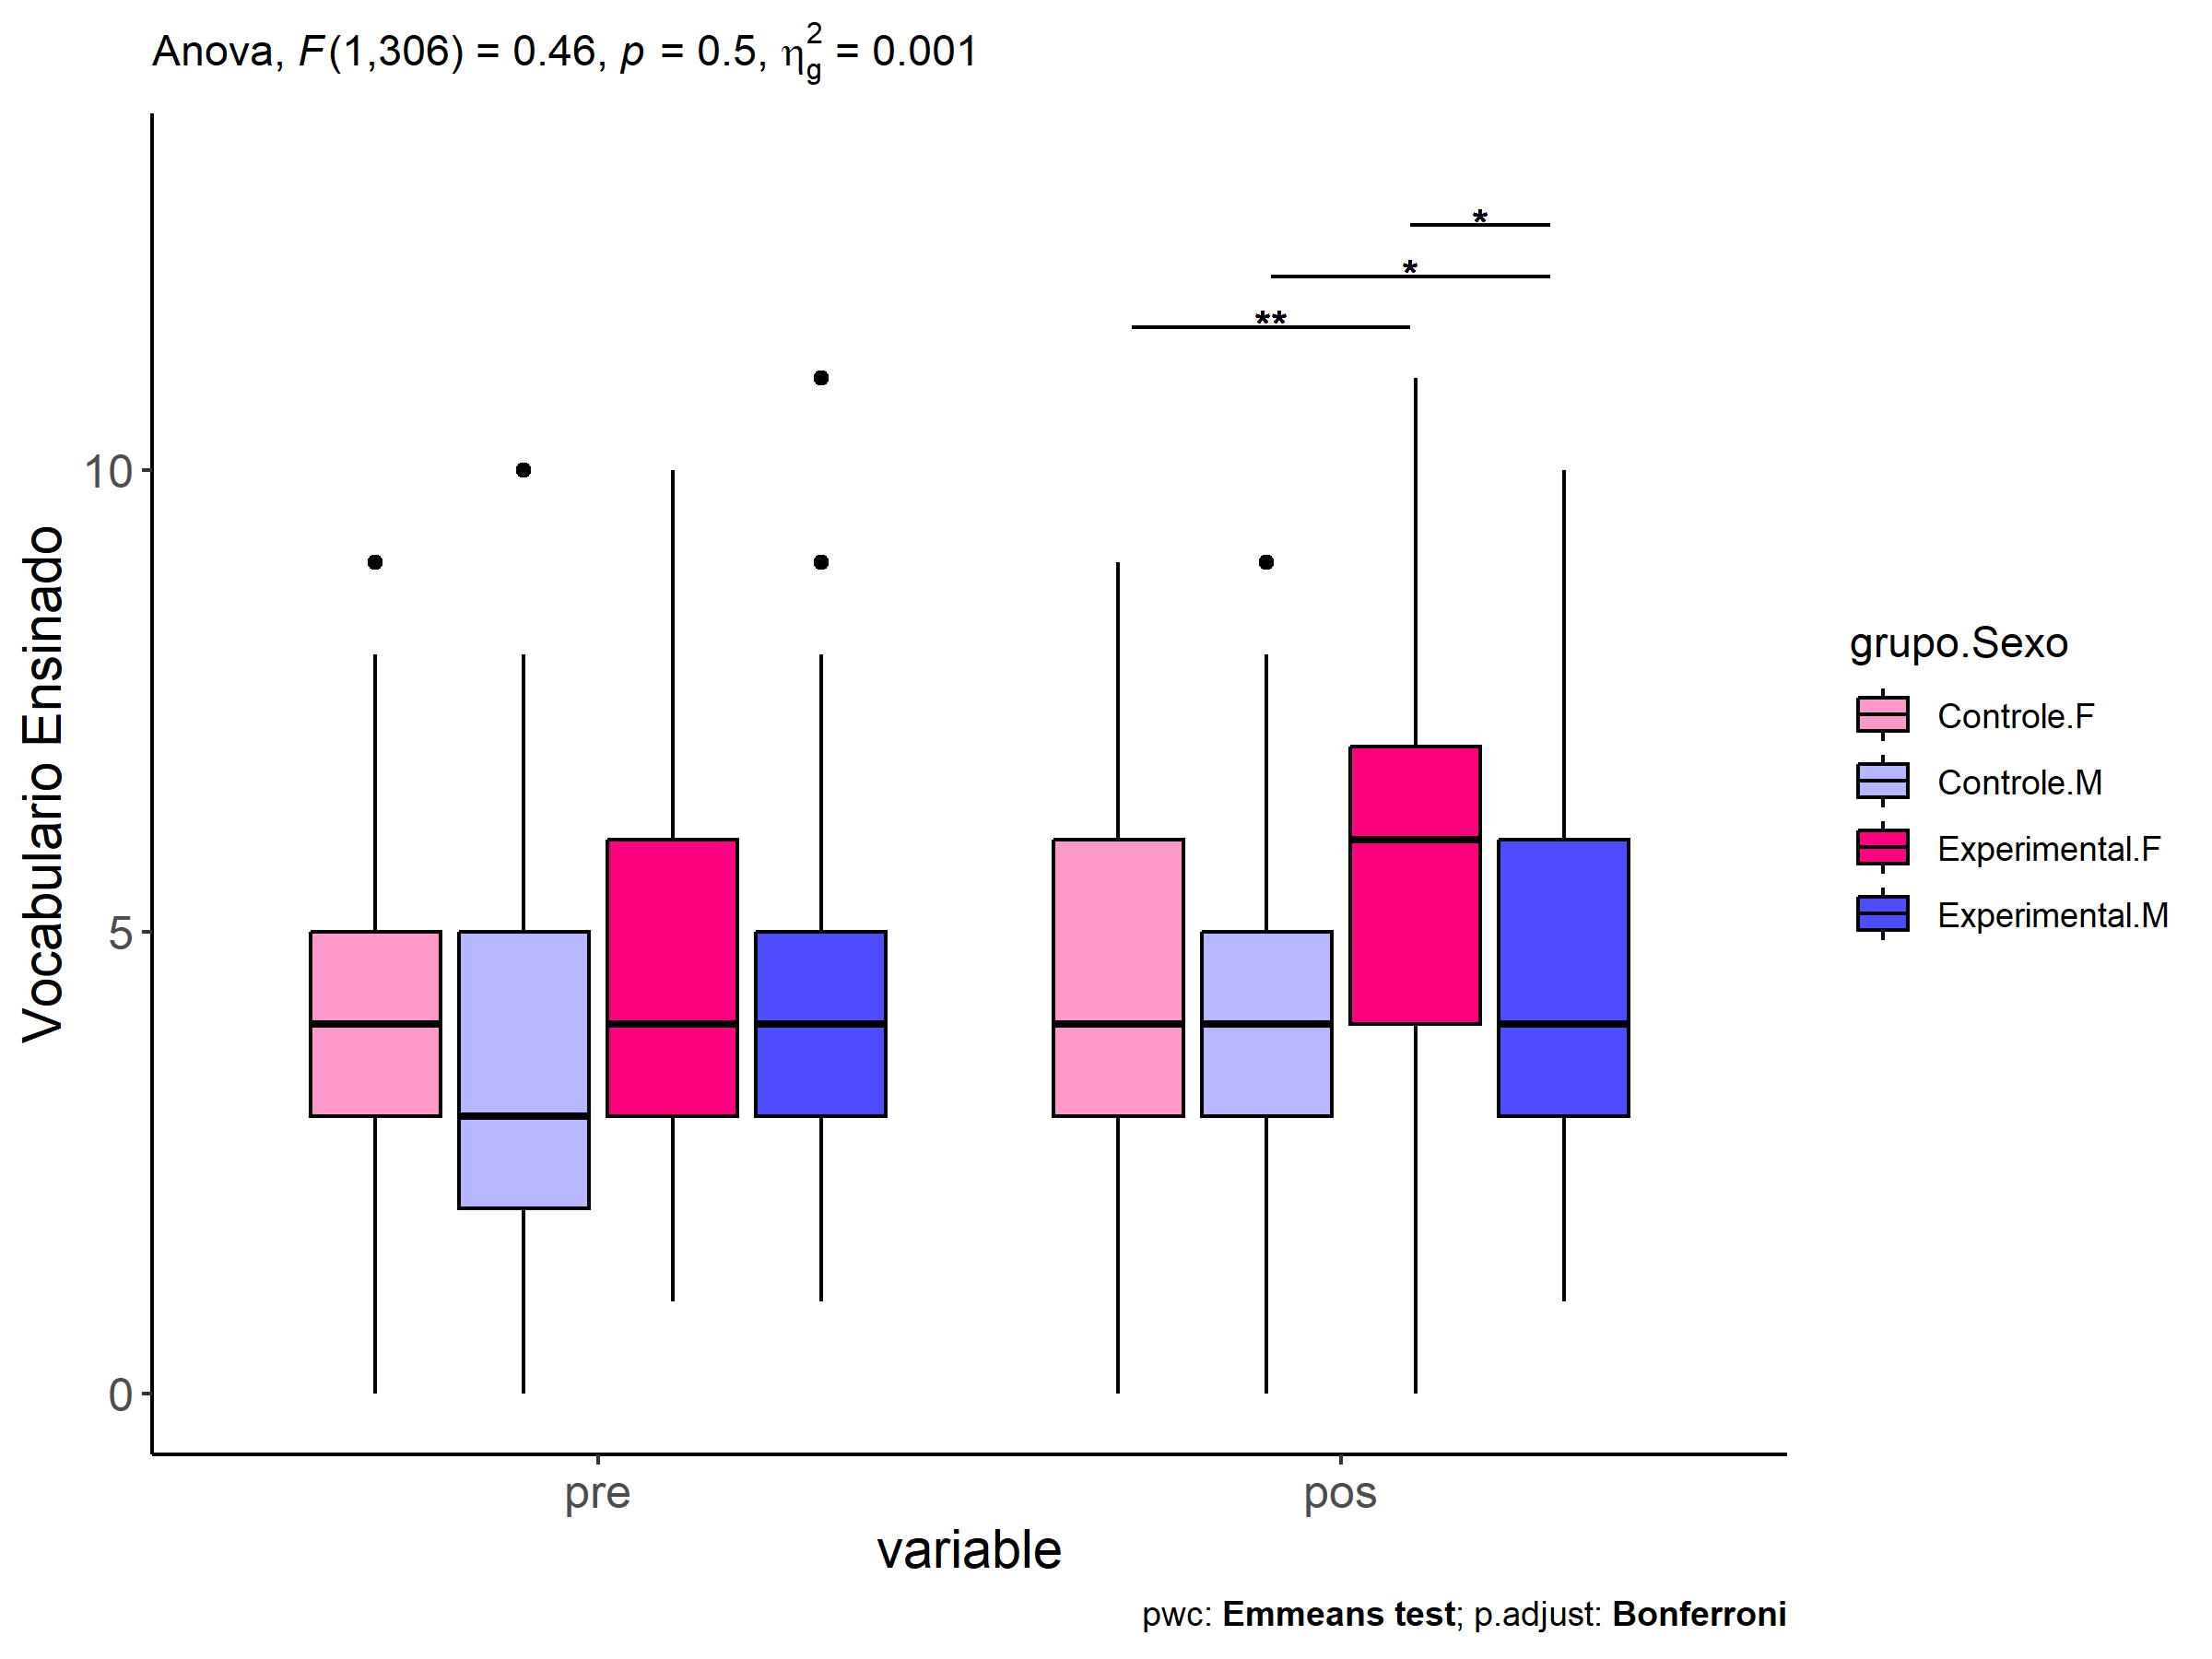 Anova, F(1,306) = 0.46, p = 0.5, η²g = 0.001
*
*
**
10
5
0
Vocabulario Ensinado
pre
pos
variable
grupo.Sexo
Controle.F
Controle.M
Experimental.F
Experimental.M
pwc: Emmeans test; p.adjust: Bonferroni